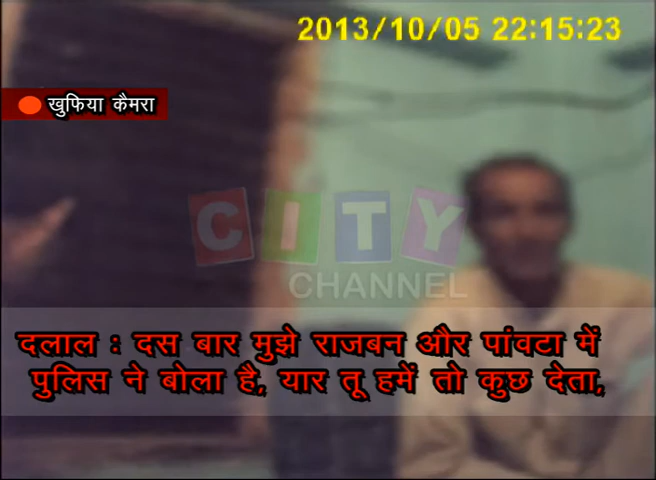 2013/10/05 22:15:23
खुफिया कैमरा
CITY
CHANNEL
दलाल : दस बार मुझे राजबन और पांवटा में
पुलिस ने बोला है, यार तू हमें तो कुछ देता,